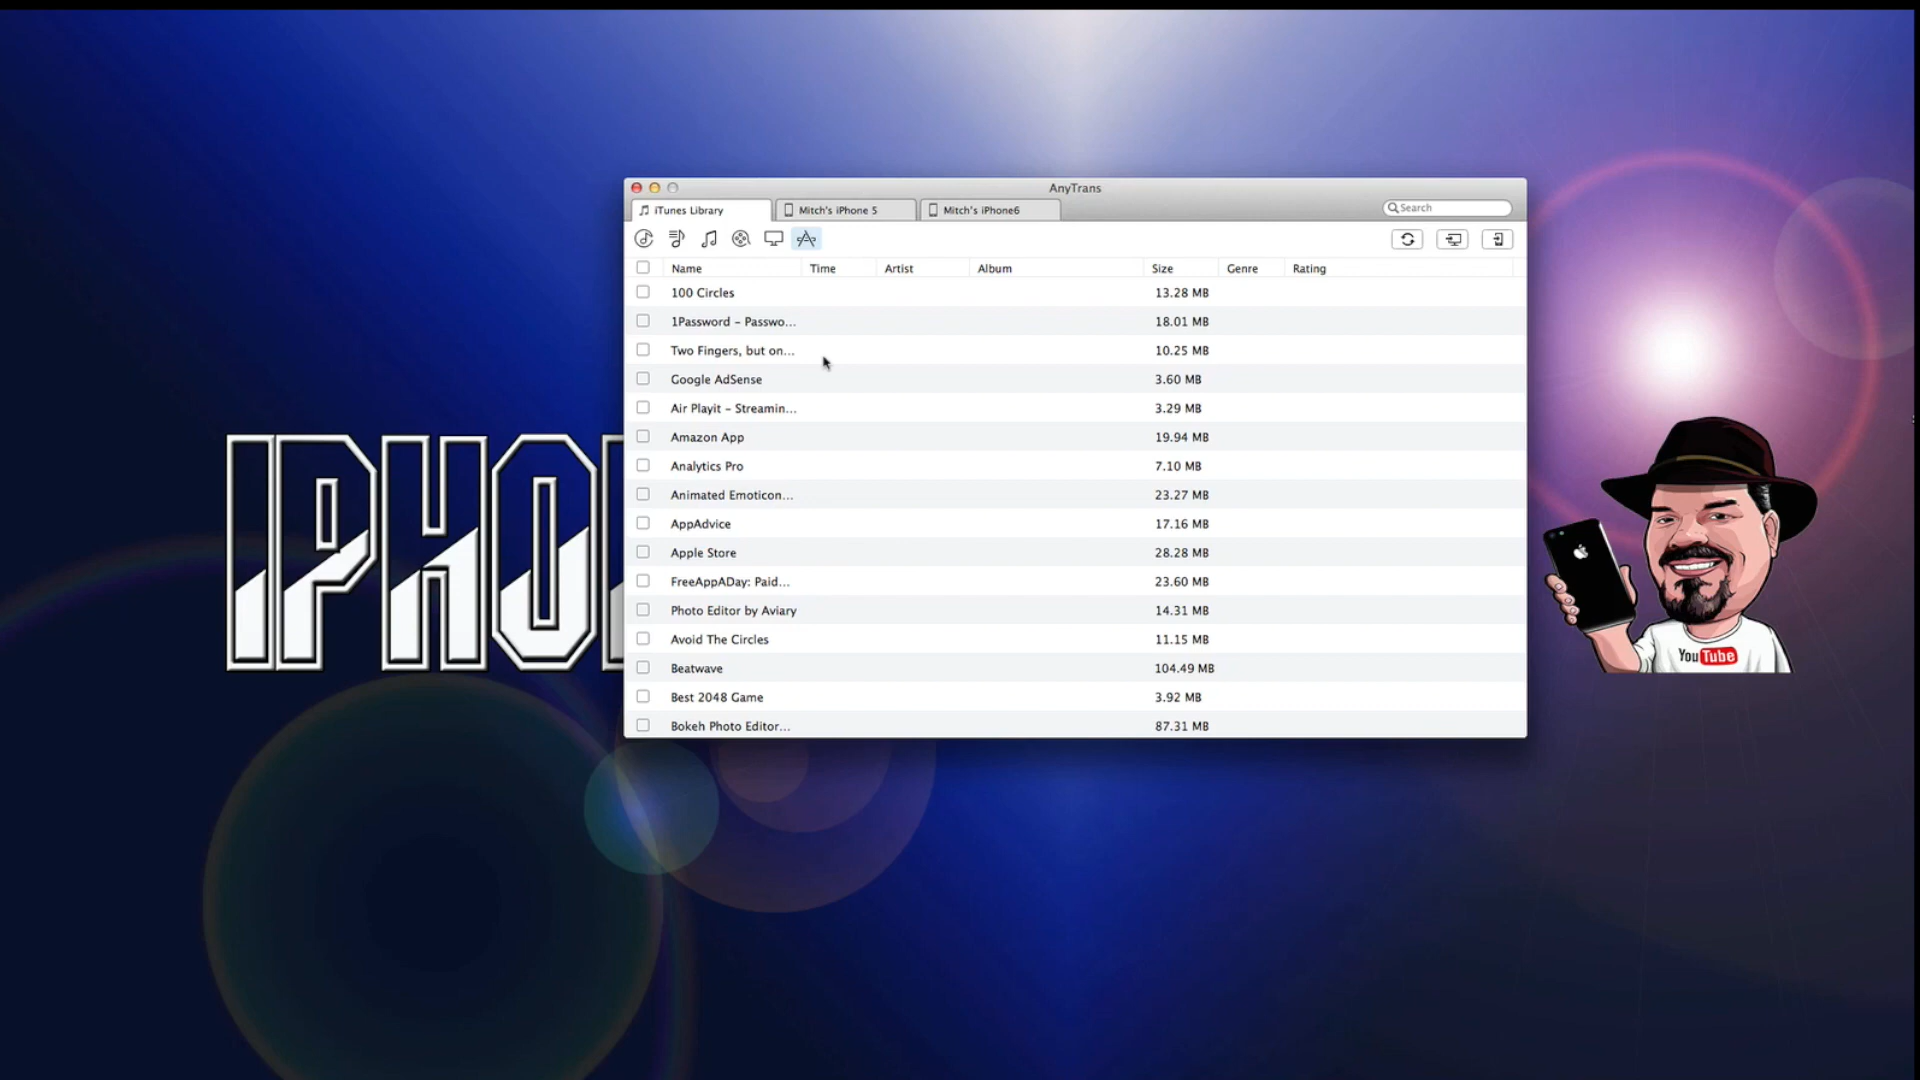 AnyTrans
iTunes Library
Mitch's iPhone 5
Mitch's iPhone6
Search
Name Time Artist Album Size Genre Rating
100 Circles 13.28 MB
1Password – Passwo... 18.01 MB
Two Fingers, but on... 10.25 MB
Google AdSense 3.60 MB
Air Playit – Streamin... 3.29 MB
Amazon App 19.94 MB
Analytics Pro 7.10 MB
Animated Emoticon... 23.27 MB
AppAdvice 17.16 MB
Apple Store 28.28 MB
FreeAppADay: Paid... 23.60 MB
Photo Editor by Aviary 14.31 MB
Avoid The Circles 11.15 MB
Beatwave 104.49 MB
Best 2048 Game 3.92 MB
Bokeh Photo Editor... 87.31 MB
IPHO
YouTube